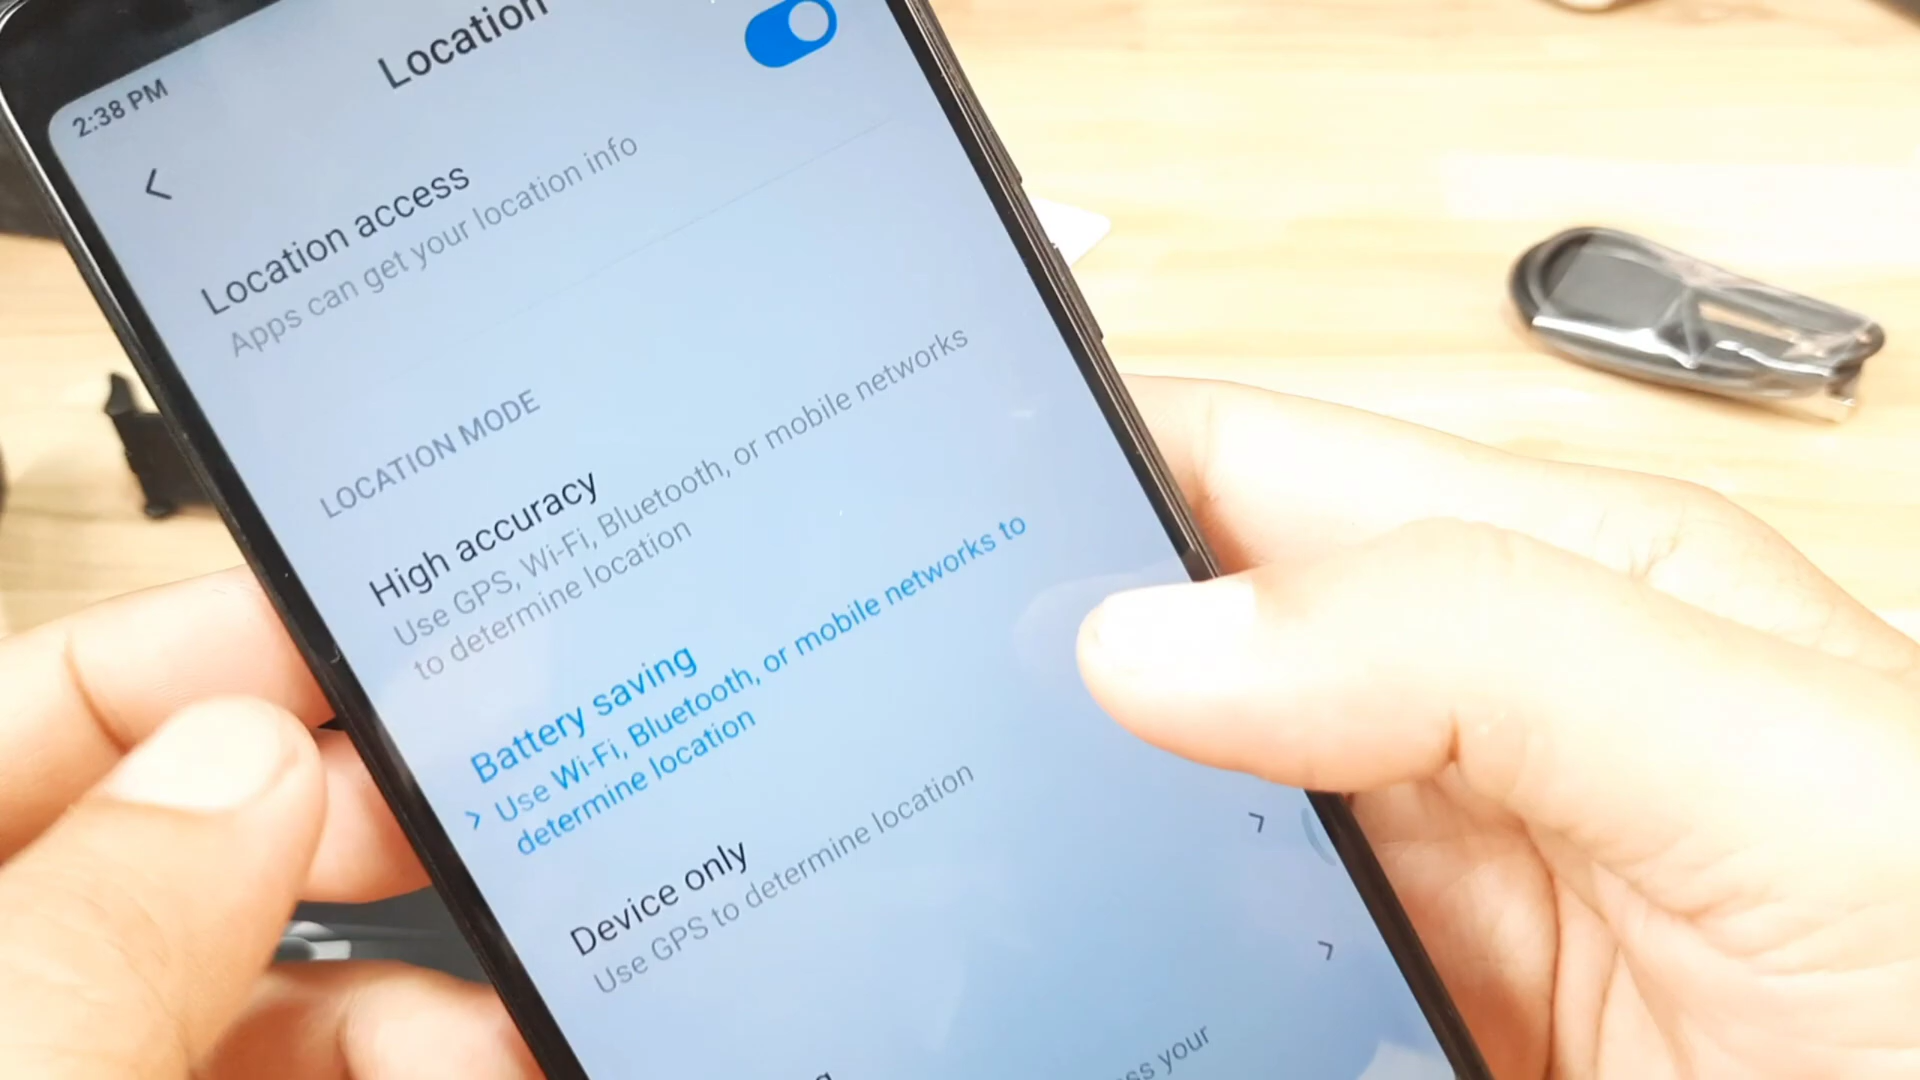 2:38 PM
Location
Location access
Apps can get your location info
LOCATION MODE
High accuracy
Use GPS, Wi-Fi, Bluetooth, or mobile networks
to determine location
Battery saving
Use Wi-Fi, Bluetooth, or mobile networks to
determine location
Device only
Use GPS to determine location
your